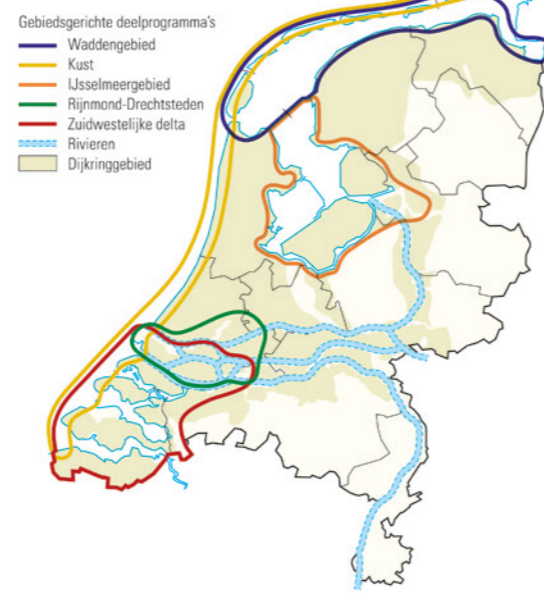 Gebiedsgerichte deelprogramma's
Waddengebied
Kust
IJsselmeergebied
Rijnmond-Drechtsteden
Zuidwestelijke delta
Rivieren
Dijkringgebied